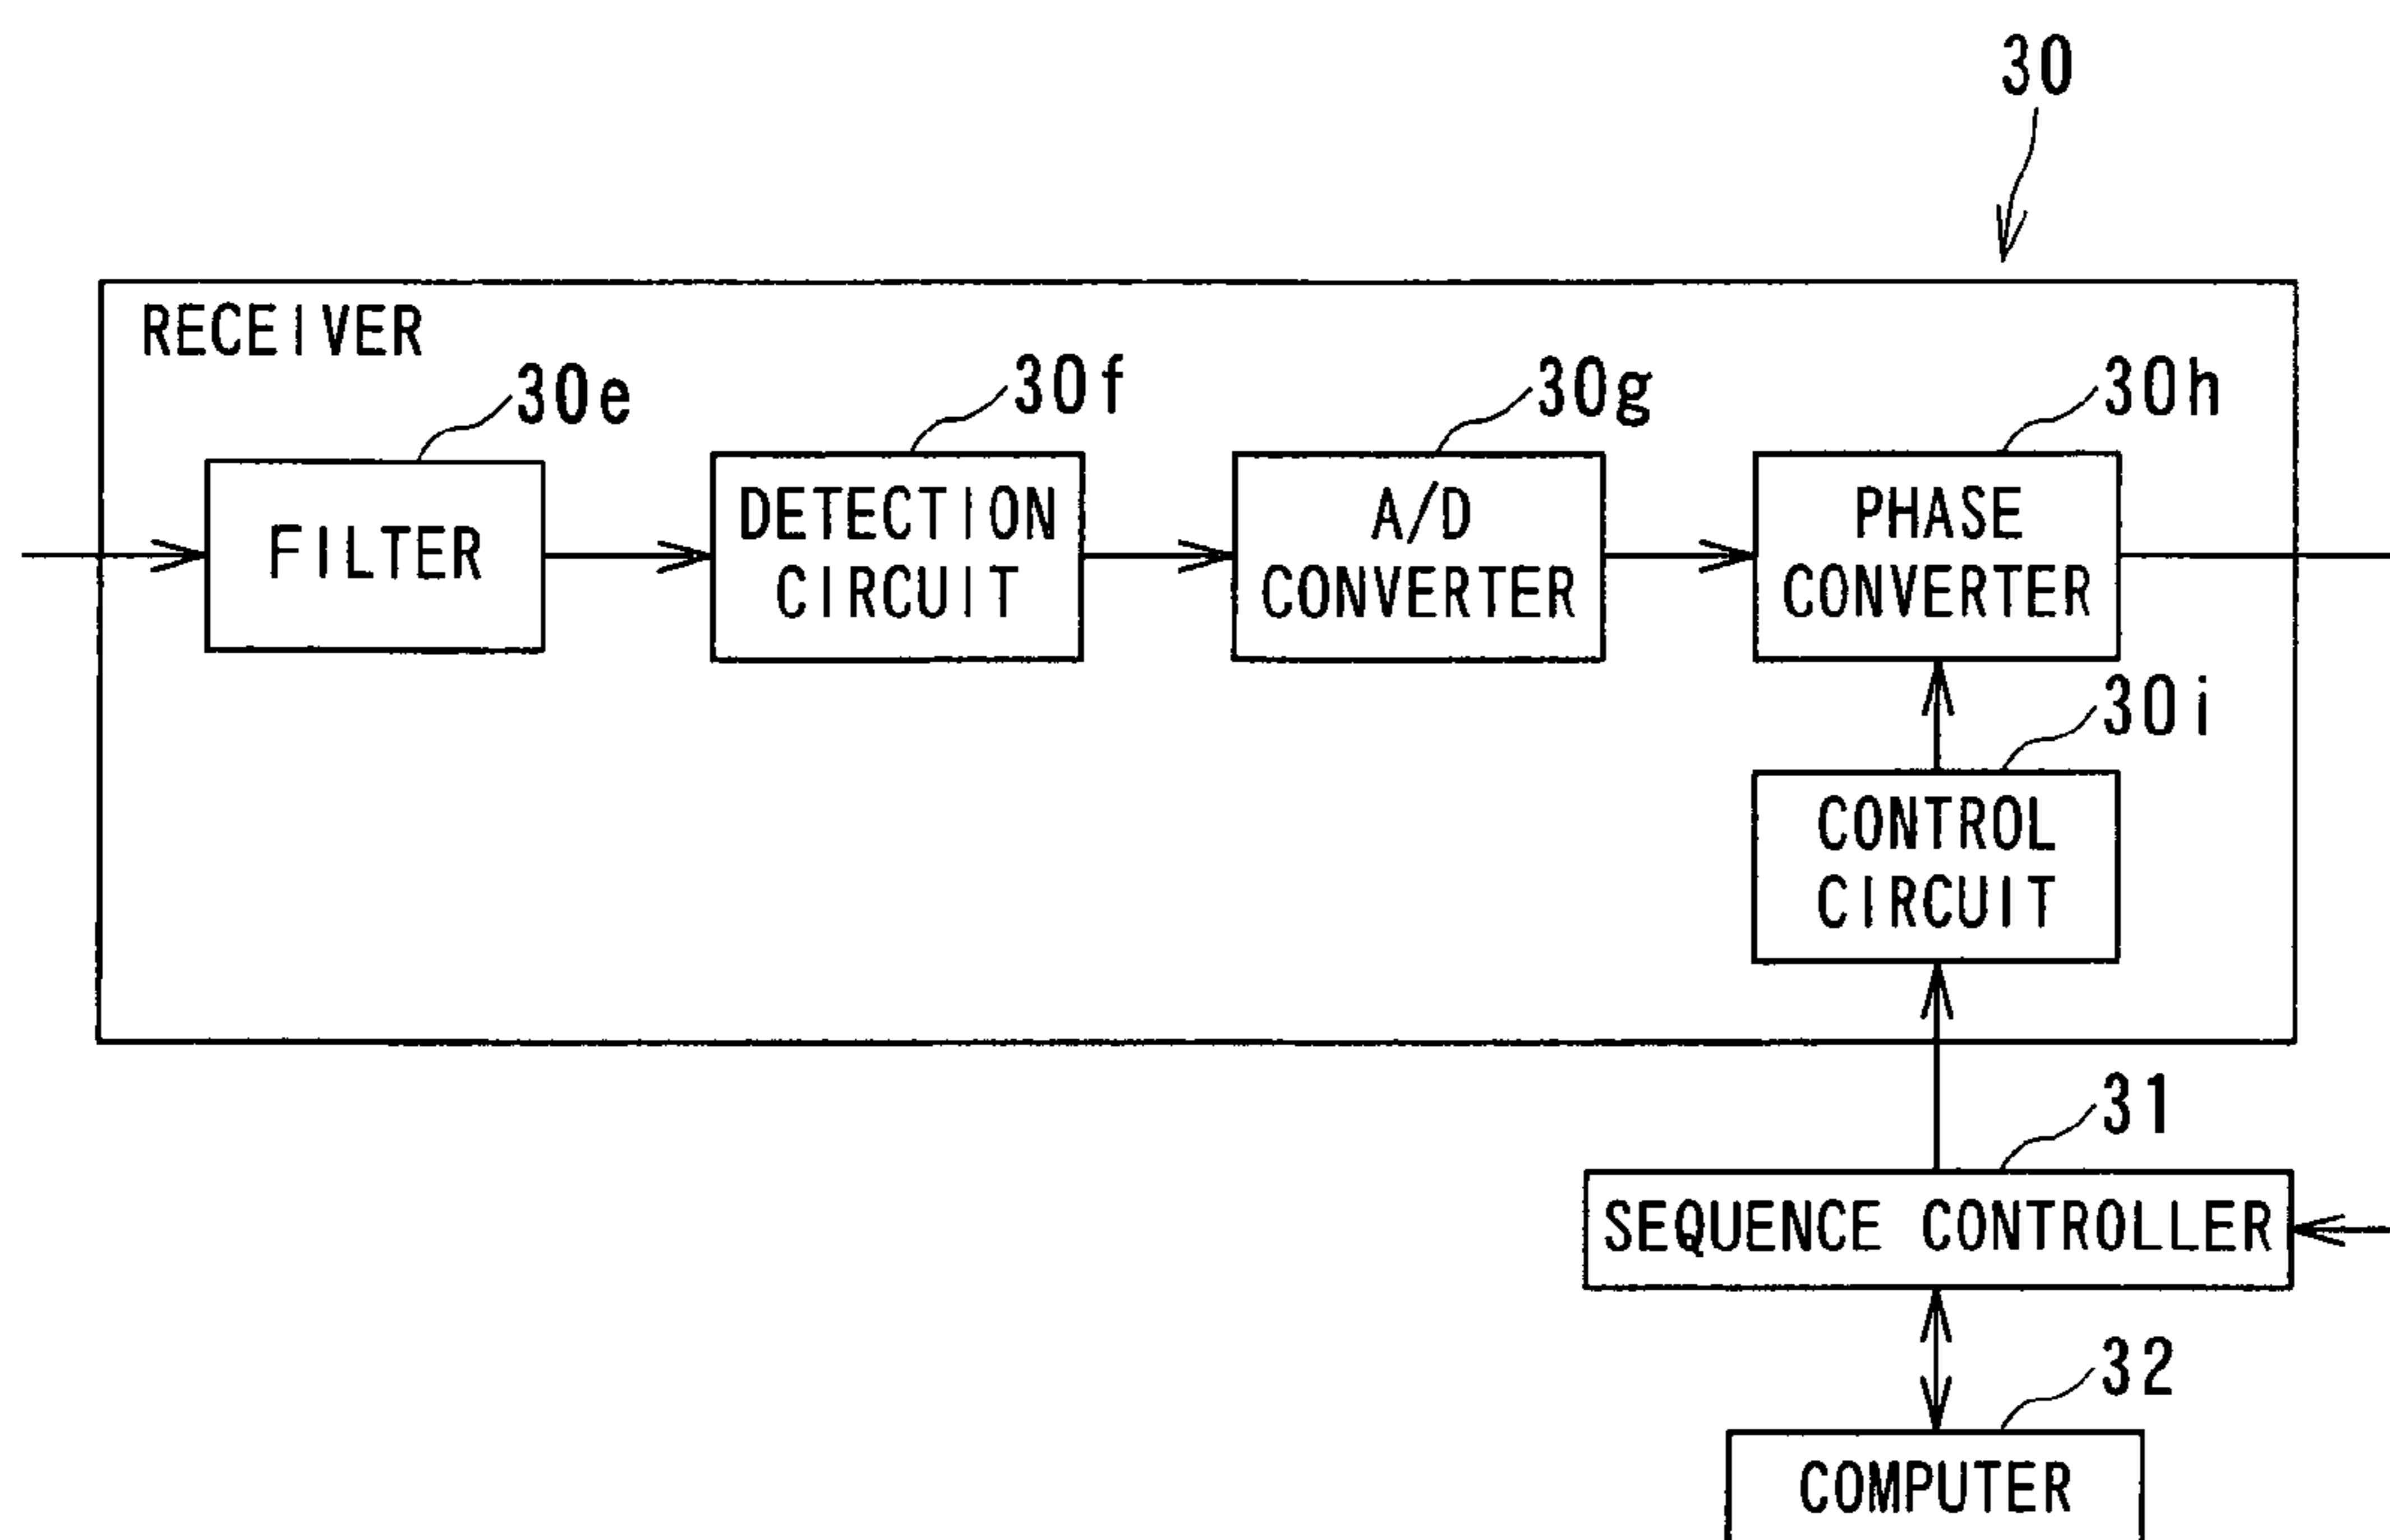 30
RECEIVER
30e
30f
30g
30h
FILTER
DETECTION
CIRCUIT
A/D
CONVERTER
PHASE
CONVERTER
30i
CONTROL
CIRCUIT
31
SEQUENCE CONTROLLER
32
COMPUTER